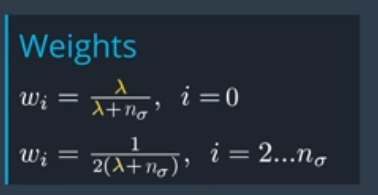 Weights
wᵢ = λ/(λ+n_σ), i = 0
wᵢ = 1/(2(λ+n_σ)), i = 2...n_σ